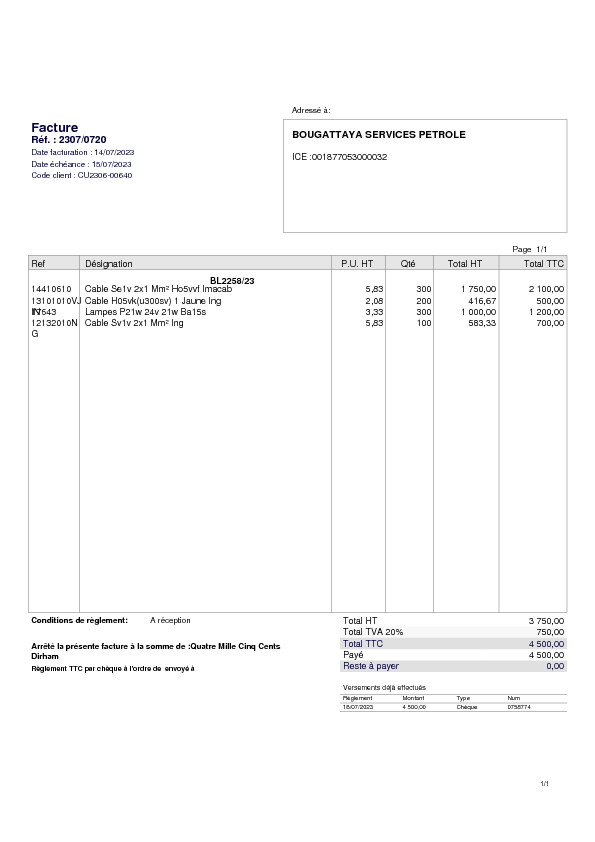 Adressé à:
Facture
Réf. : 2307/0720
Date facturation : 14/07/2023
Date échéance : 15/07/2023
Code client : CU2306-00640
BOUGATTAYA SERVICES PETROLE
ICE :001877053000032
Page 1/1
Ref Désignation P.U. HT Qté Total HT Total TTC
BL2258/23
14410610 Cable Se1v 2x1 Mm² Ho5vvf Imacab 5,83 300 1 750,00 2 100,00
13101010VJ Cable H05vk(u300sv) 1 Jaune Ing 2,08 200 416,67 500,00
Lampes P21w 24v 21w Ba15s 3,33 300 1 000,00 1 200,00
12132010N Cable Sv1v 2x1 Mm² Ing 5,83 100 583,33 700,00
G
Conditions de règlement: A réception
Total HT 3 750,00
Total TVA 20% 750,00
Total TTC 4 500,00
Payé 4 500,00
Reste à payer 0,00
Arrêté la présente facture à la somme de :Quatre Mille Cinq Cents
Dirham
Règlement TTC par chèque à l'ordre de envoyé à
Versements déjà effectués
Règlement Montant Type Num
18/07/2023 4 500,00 Chèque 0758774
1/1